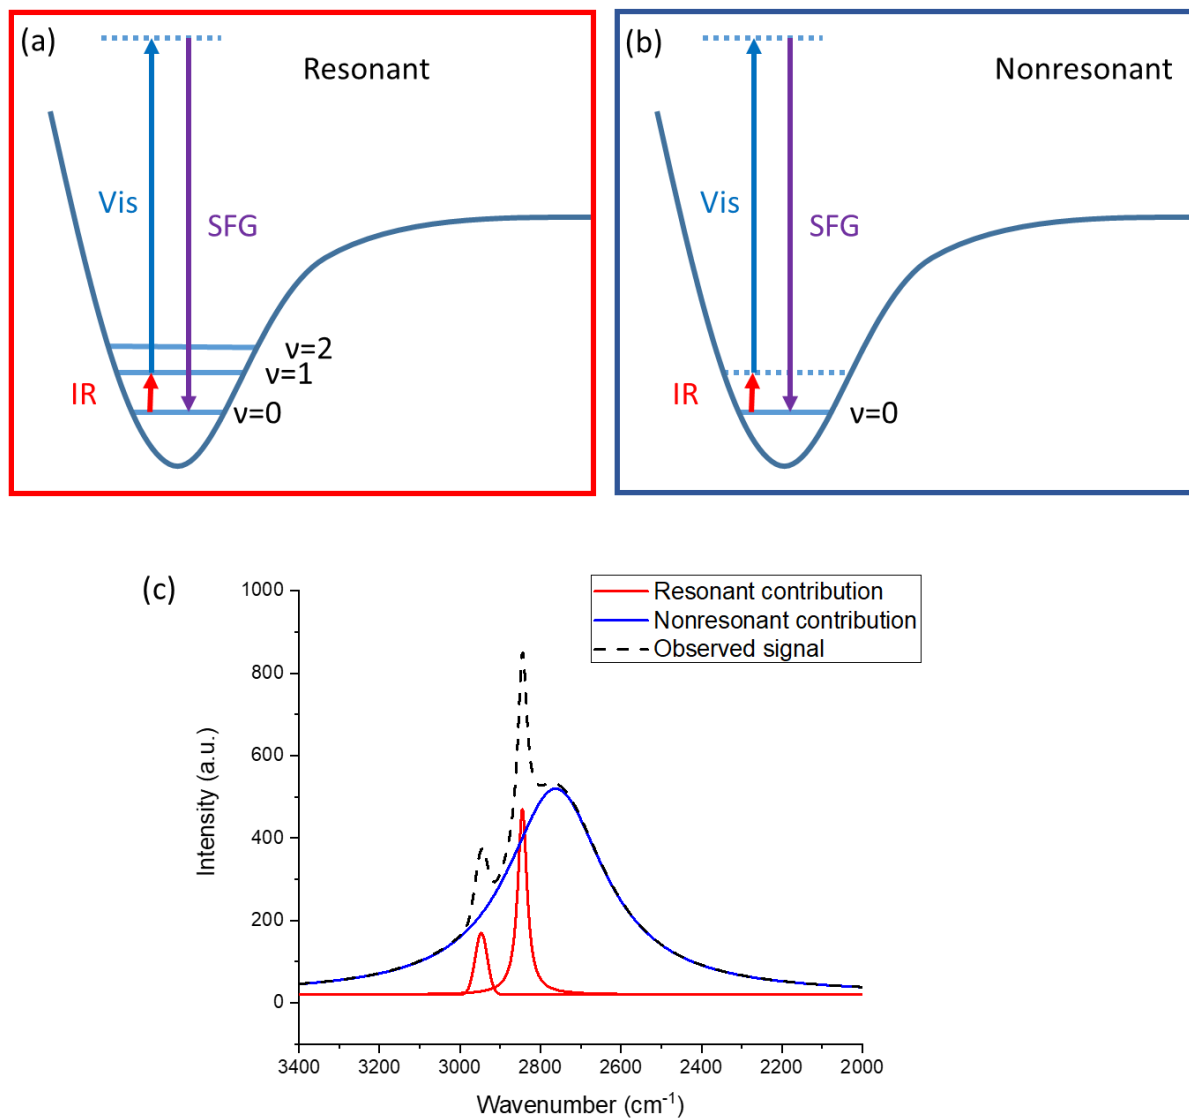 (a)
Resonant
Vis
SFG
IR
ν=2
ν=1
ν=0
(b)
Nonresonant
Vis
SFG
IR
ν=0
(c)
Resonant contribution
Nonresonant contribution
Observed signal
Intensity (a.u.)
1000
800
600
400
200
0
3400 3200 3000 2800 2600 2400 2200 2000
Wavenumber (cm⁻¹)